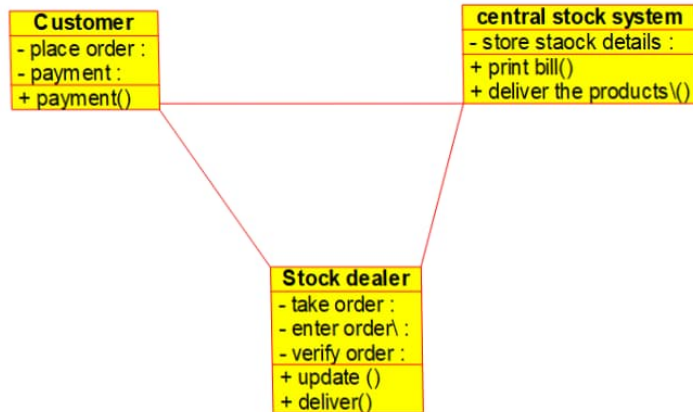 Customer
- place order :
- payment :
+ payment()
central stock system
- store staock details :
+ print bill()
+ deliver the products\()
Stock dealer
- take order :
- enter order\ :
- verify order :
+ update ()
+ deliver()